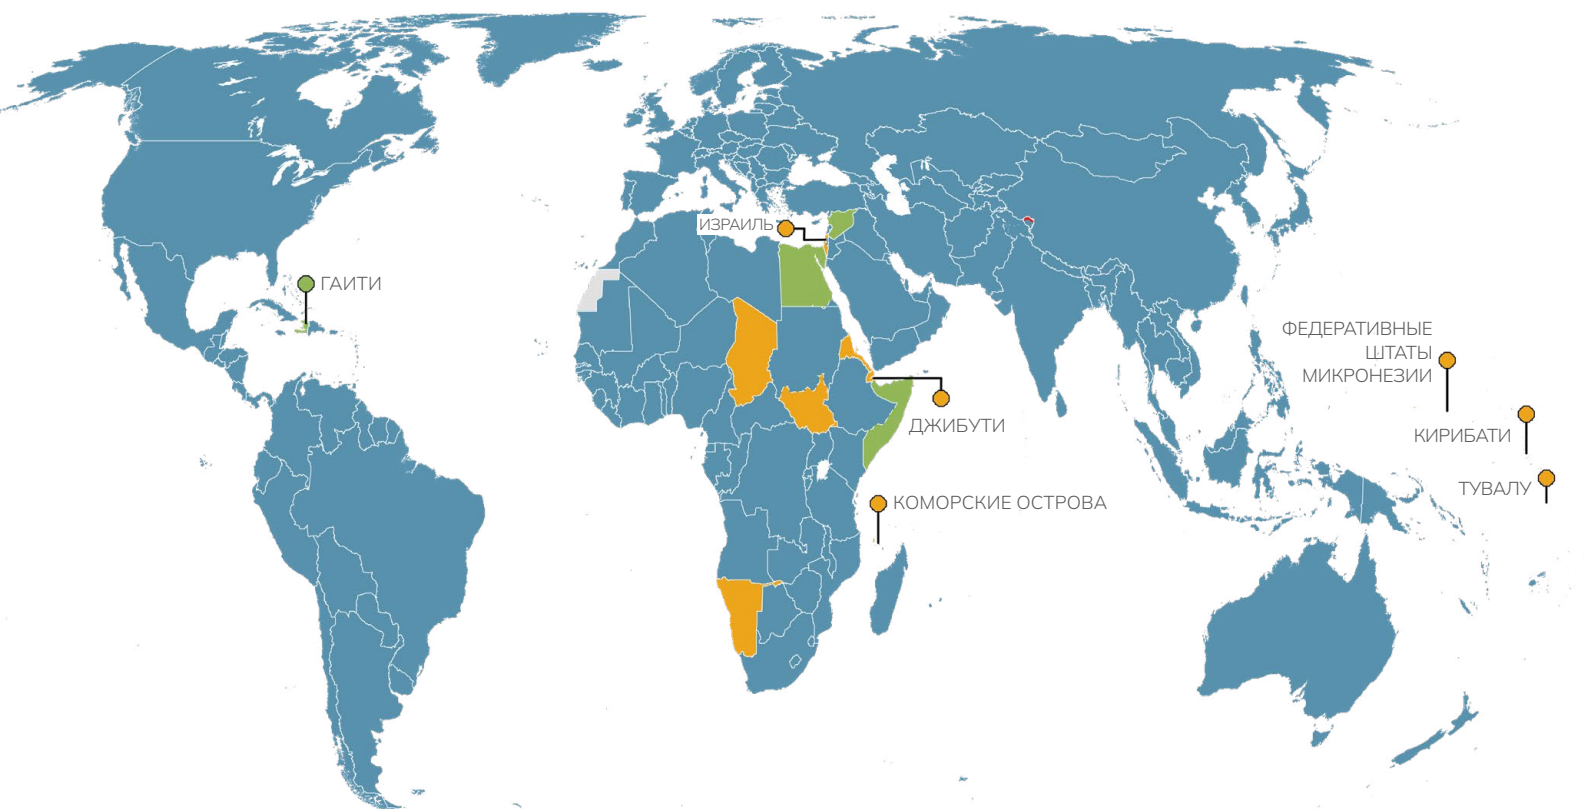 ИЗРАИЛЬ
ГАИТИ
ФЕДЕРАТИВНЫЕ
ШТАТЫ
МИКРОНЕЗИИ
ДЖИБУТИ
КИРИБАТИ
ТУВАЛУ
КОМОРСКИЕ ОСТРОВА